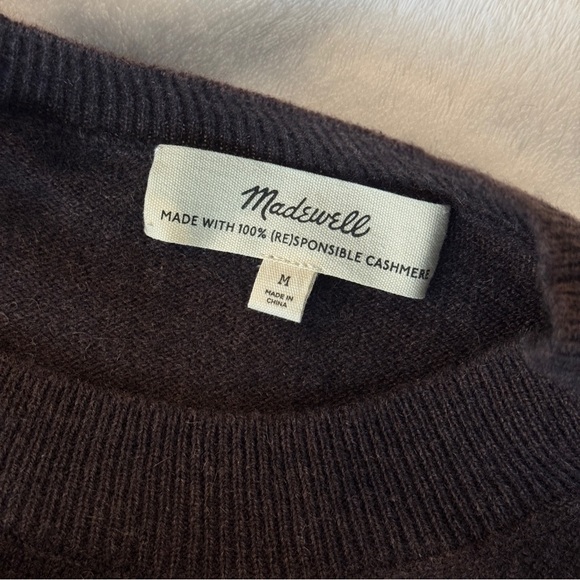 Madewell
MADE WITH 100% (RE)SPONSIBLE CASHMERE
M
MADE IN
CHINA